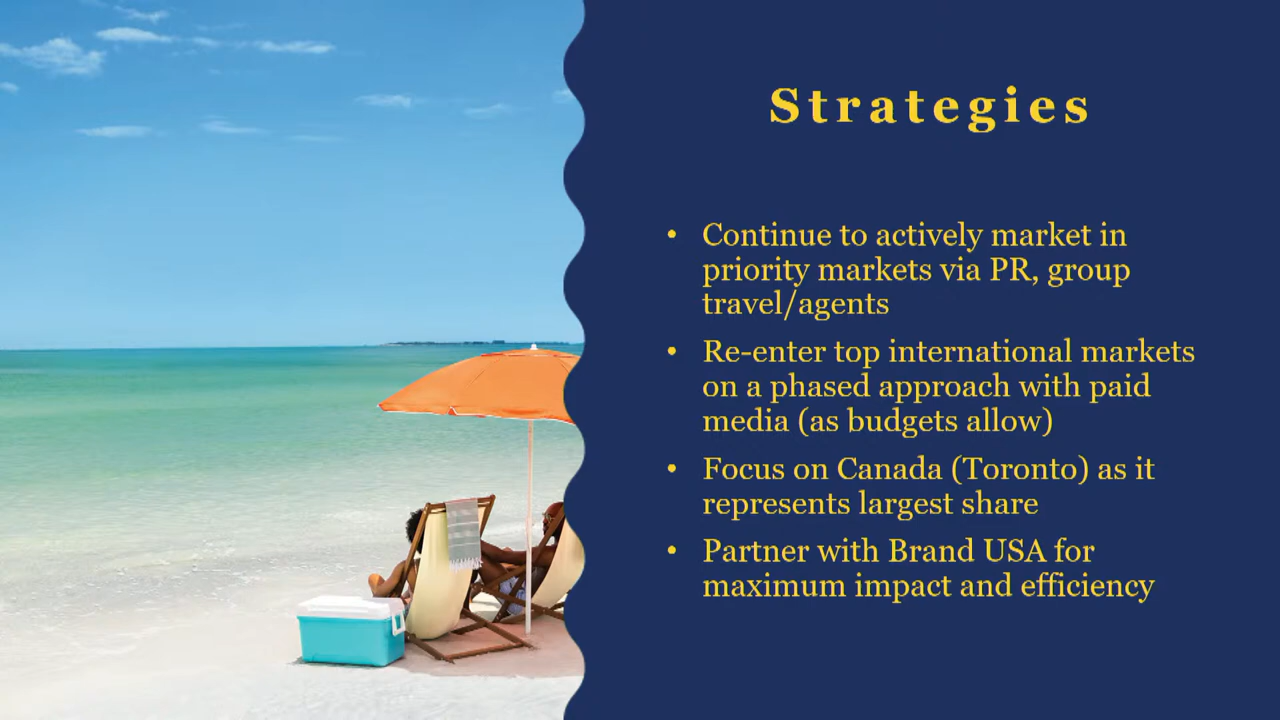 Strategies
• Continue to actively market in
priority markets via PR, group
travel/agents
• Re-enter top international markets
on a phased approach with paid
media (as budgets allow)
• Focus on Canada (Toronto) as it
represents largest share
• Partner with Brand USA for
maximum impact and efficiency